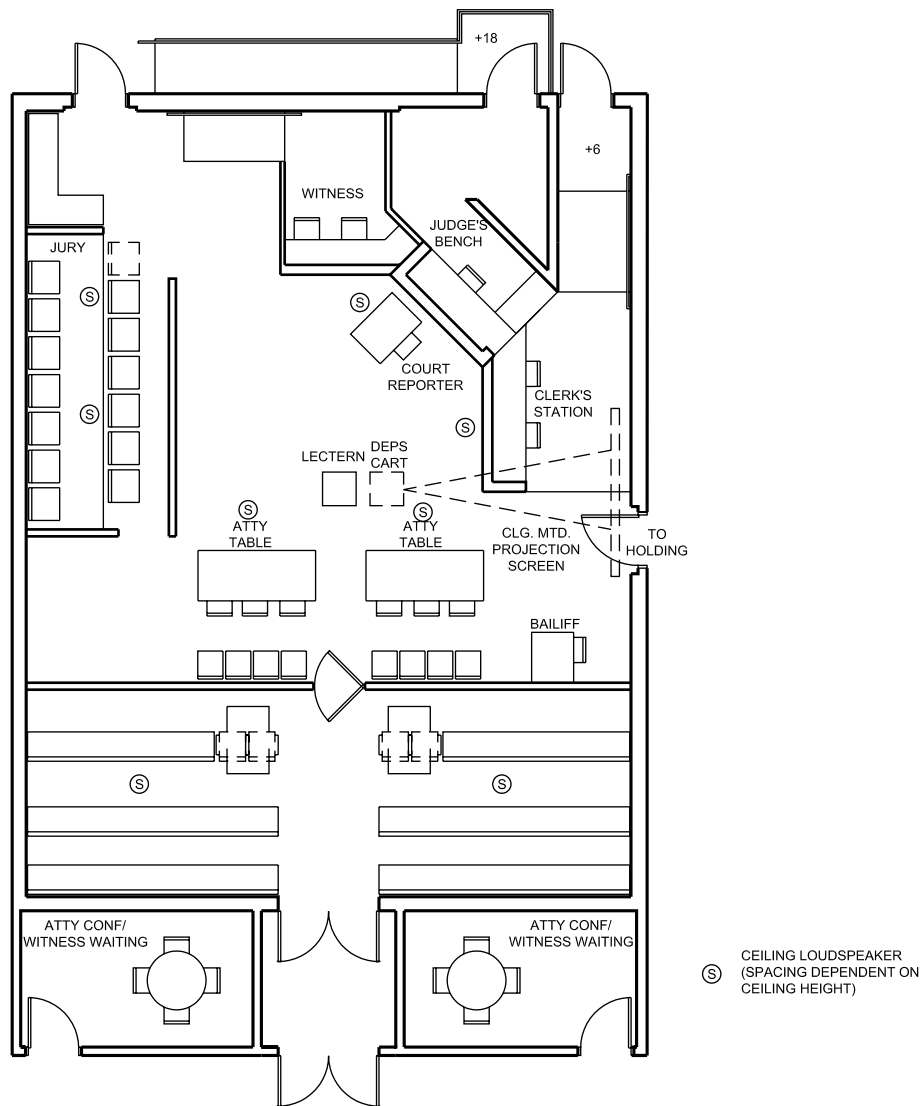 +18
+6
WITNESS
JUDGE'S
BENCH
JURY
S
S
S
COURT
REPORTER
CLERK'S
STATION
S
LECTERN
DEPS
CART
S
ATTY
TABLE
S
ATTY
TABLE
CLG. MTD.
PROJECTION
SCREEN
TO
HOLDING
BAILIFF
S
S
ATTY CONF/
WITNESS WAITING
ATTY CONF/
WITNESS WAITING
S
CEILING LOUDSPEAKER
(SPACING DEPENDENT ON
CEILING HEIGHT)